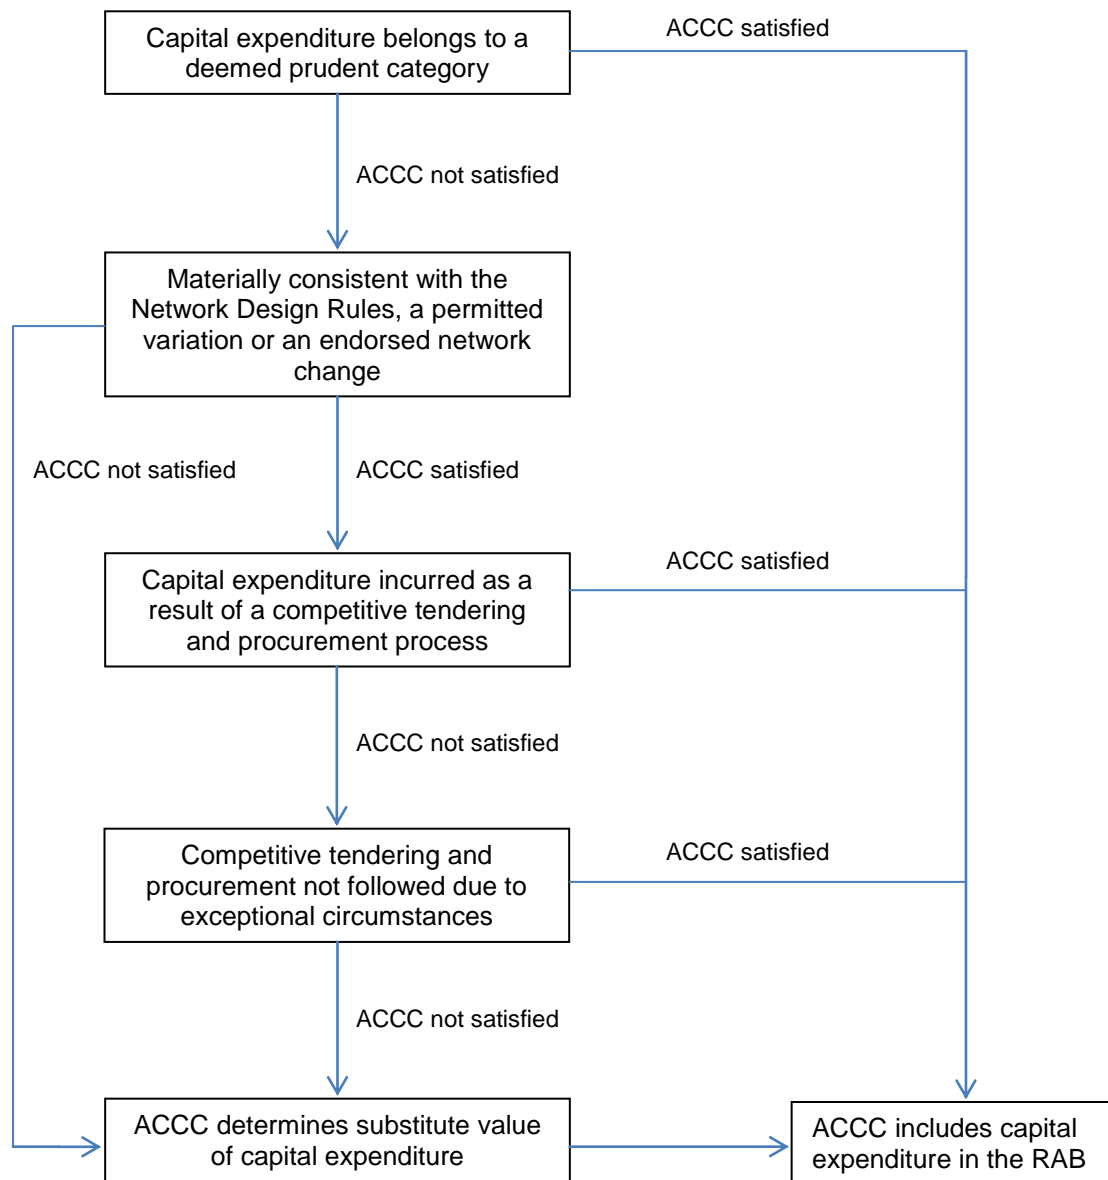 Capital expenditure belongs to a
deemed prudent category
ACCC satisfied
ACCC not satisfied
Materially consistent with the
Network Design Rules, a permitted
variation or an endorsed network
change
ACCC not satisfied
ACCC satisfied
Capital expenditure incurred as a
result of a competitive tendering
and procurement process
ACCC satisfied
ACCC not satisfied
Competitive tendering and
procurement not followed due to
exceptional circumstances
ACCC satisfied
ACCC not satisfied
ACCC determines substitute value
of capital expenditure
ACCC includes capital
expenditure in the RAB